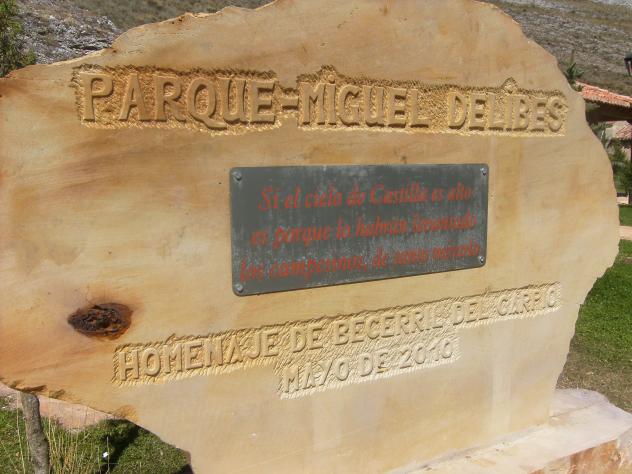 PARQUE-MIGUEL DELIBES
Si el cielo de Castilla es alto
es porque lo habrán levantado
los campesinos, de tanto mirarlo
HOMENAJE DE BECERRIL DEL CARPIO
MAYO DE 2010